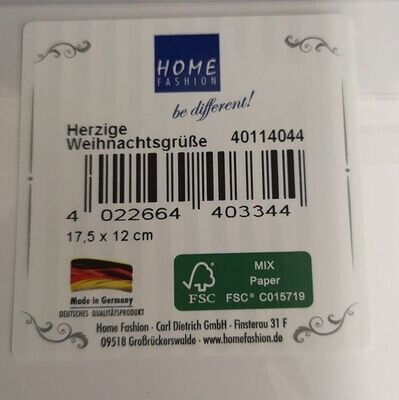 HOME
FASHION
be different!
Herzige
Weihnachtsgrüße 40114044
4 022664 403344
17,5 x 12 cm
Made in Germany
DEUTSCHES QUALITÄTSPRODUKT
FSC
MIX
Paper
FSC® C015719
Home Fashion · Carl Dietrich GmbH · Finsterau 31 F
09518 Großrückerswalde · www.homefashion.de